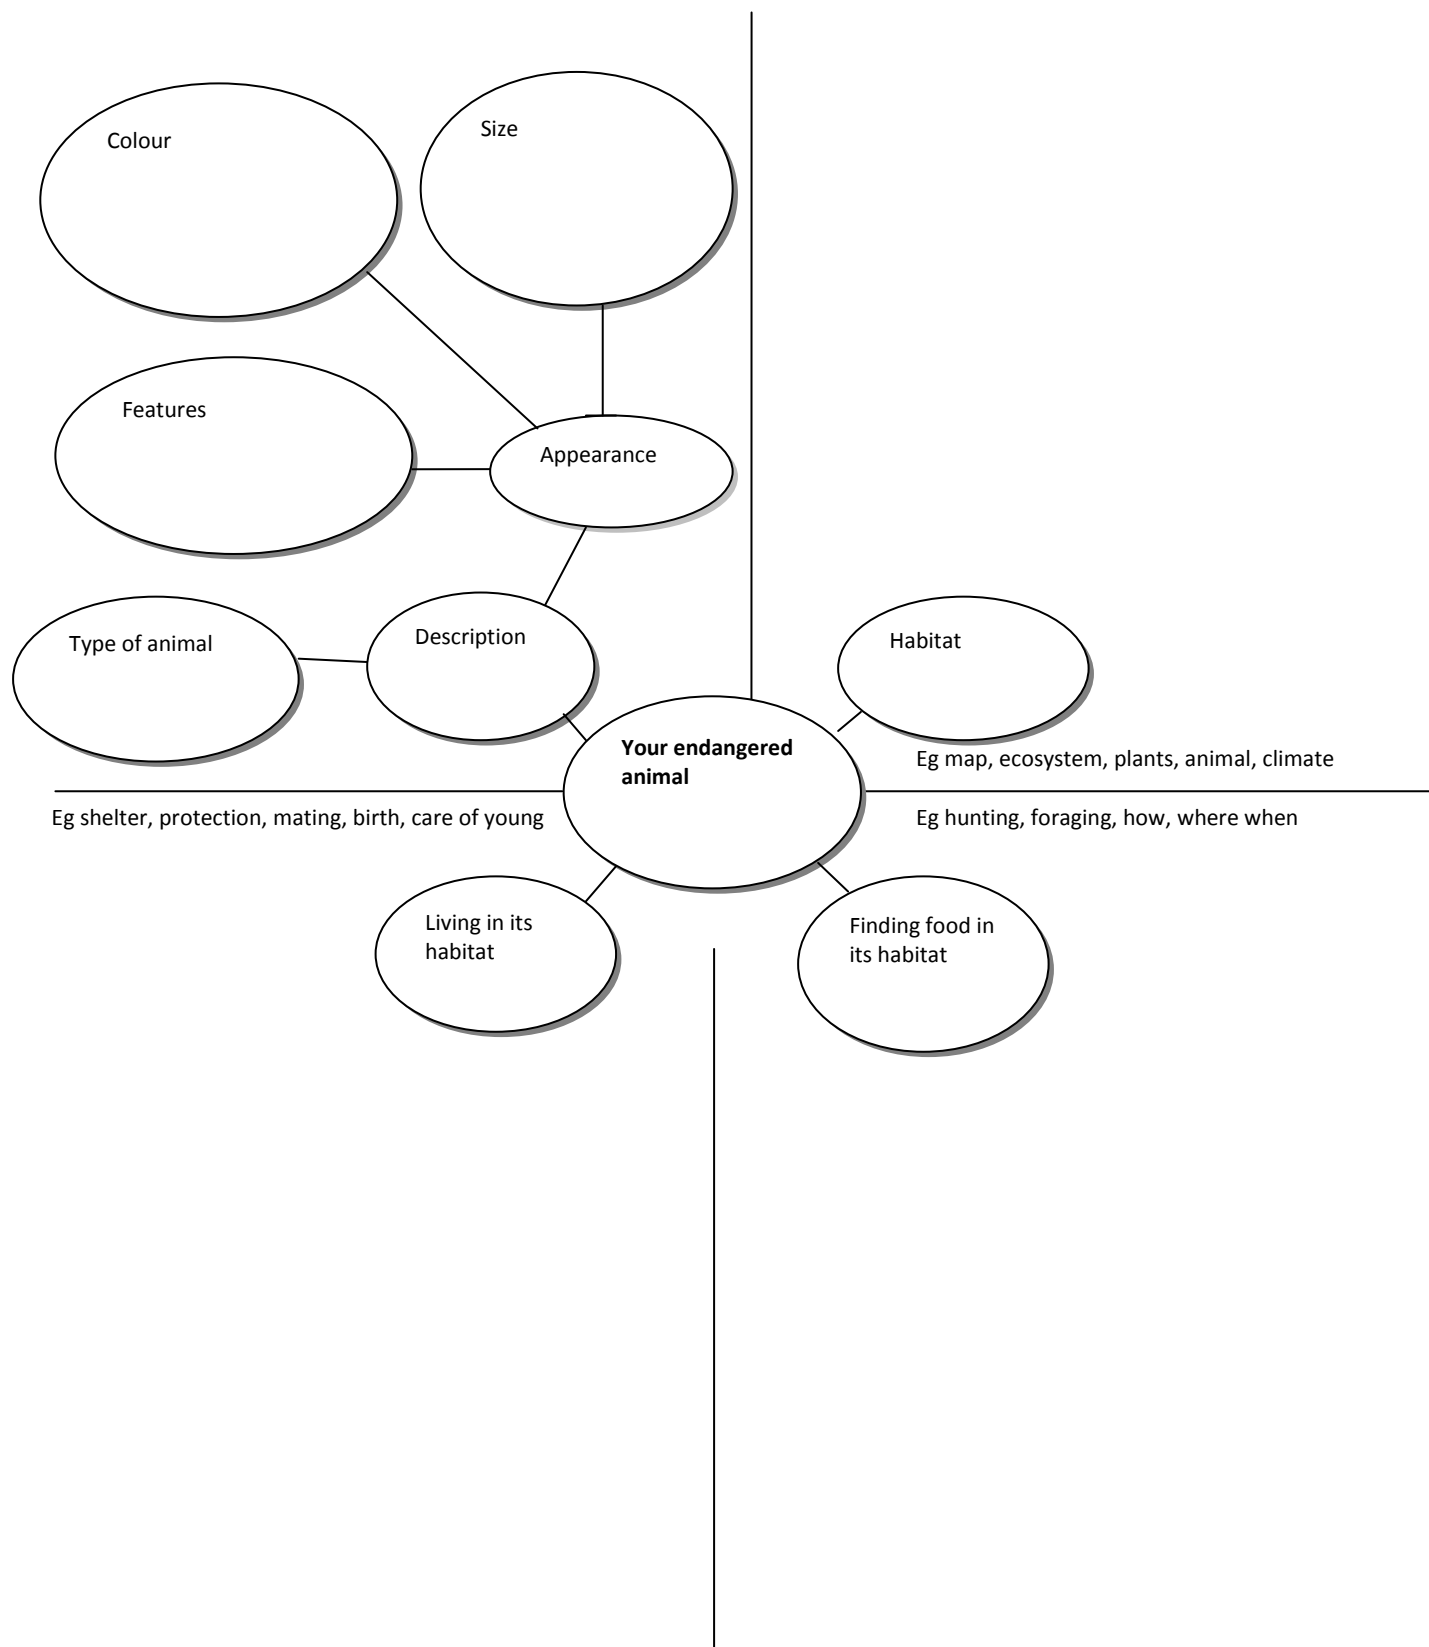 Colour
Size
Features
Appearance
Type of animal
Description
Habitat
Your endangered
animal
Eg map, ecosystem, plants, animal, climate
Eg shelter, protection, mating, birth, care of young
Eg hunting, foraging, how, where when
Living in its
habitat
Finding food in
its habitat